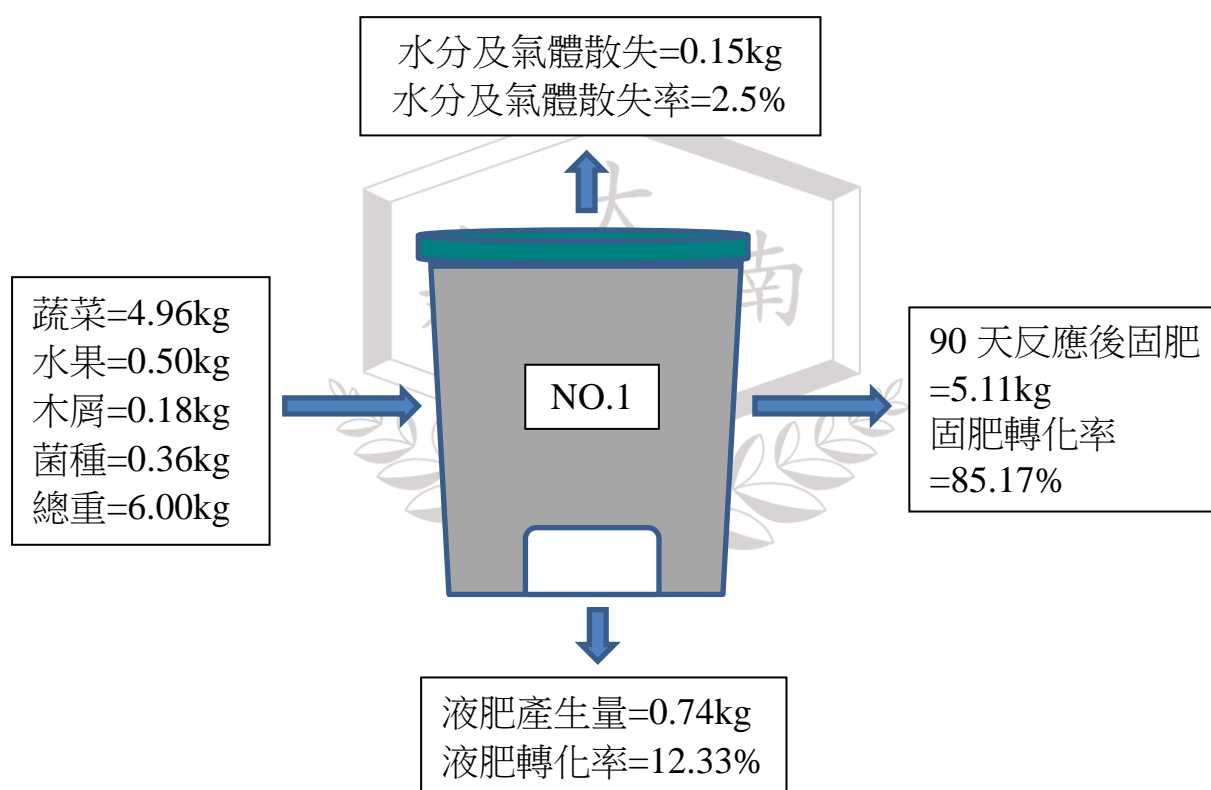 水分及氣體散失=0.15kg
水分及氣體散失率=2.5%
大
南
蔬菜=4.96kg
水果=0.50kg
木屑=0.18kg
菌種=0.36kg
總重=6.00kg
NO.1
90 天反應後固肥
=5.11kg
固肥轉化率
=85.17%
液肥產生量=0.74kg
液肥轉化率=12.33%